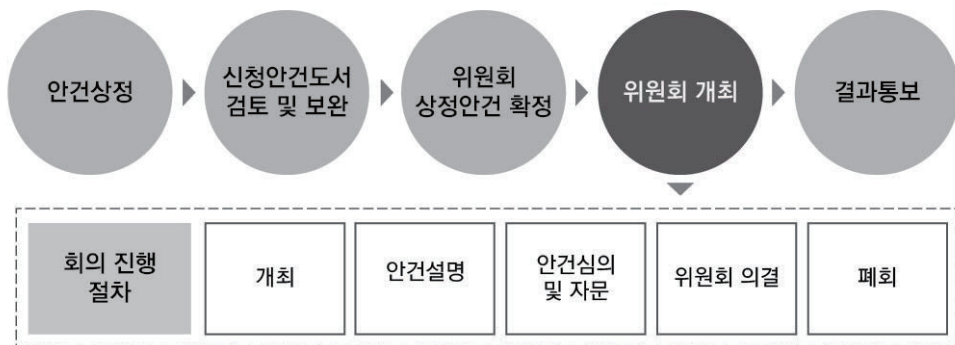 안건상정
신청안건도서
검토 및 보완
위원회
상정안건 확정
위원회 개최
결과통보
회의 진행
절차
개최
안건설명
안건심의
및 자문
위원회 의결
폐회